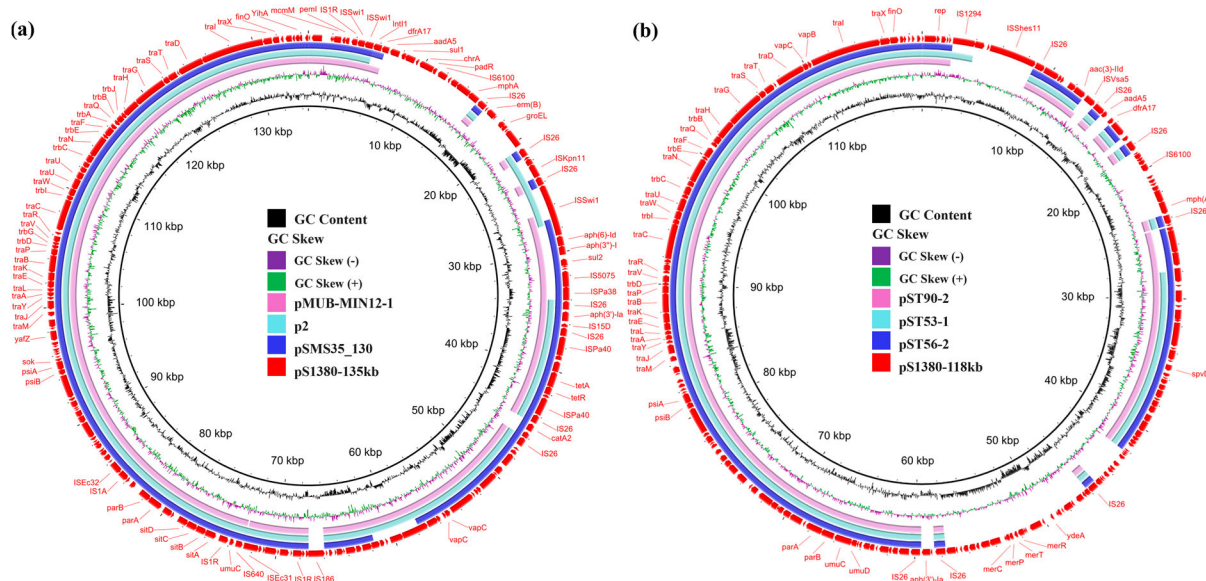 (a)
traI
traX
finO
YihA
mcmM
pemI
IS1R
ISSwi1
ISSwi1
IntI1
dfrA17
aadA5
sul1
chrA
padR
IS6100
mphA
IS26
erm(B)
groEL
IS26
ISKpn11
IS26
ISSwi1
aph(6)-Id
aph(3'')-I
sul2
IS5075
ISPa38
IS26
aph(3')-Ia
IS15D
IS26
ISPa40
tetA
tetR
ISPa40
IS26
catA2
IS26
vapC
vapC
IS186
IS1R
ISEc31
IS640
umuC
IS1R
sitA
sitB
sitC
sitD
parA
parB
IS1A
ISEc32
psiB
psiA
sok
yafZ
traM
traJ
traY
traA
traL
traE
traK
traB
traP
trbD
trbG
traV
traR
traC
trbI
traW
traU
traU
trbC
traN
trbE
traF
trbA
traQ
trbB
trbJ
traH
traG
traS
traT
traD
10 kbp
20 kbp
30 kbp
40 kbp
50 kbp
60 kbp
70 kbp
80 kbp
90 kbp
100 kbp
110 kbp
120 kbp
130 kbp
GC Content
GC Skew
GC Skew (-)
GC Skew (+)
pMUB-MIN12-1
p2
pSMS35_130
pS1380-135kb
(b)
traI
traX
finO
rep
IS1294
ISShes11
IS26
aac(3)-IId
ISVsa5
IS26
aadA5
dfrA17
IS26
IS6100
mph(A
IS26
IS26
ydeA
merR
merT
merP
merC
IS26
aph(3')-Ia
IS26
umuD
umuC
parB
parA
psiB
psiA
traM
traJ
traY
traA
traL
traE
traK
traB
traP
trbD
traV
traR
traC
trbI
traW
traU
trbC
traN
trbE
traF
traQ
trbB
traH
traG
traS
traT
traD
vapC
vapB
10 kbp
20 kbp
30 kbp
40 kbp
50 kbp
60 kbp
70 kbp
80 kbp
90 kbp
100 kbp
110 kbp
GC Content
GC Skew
GC Skew (-)
GC Skew (+)
pST90-2
pST53-1
pST56-2
pS1380-118kb